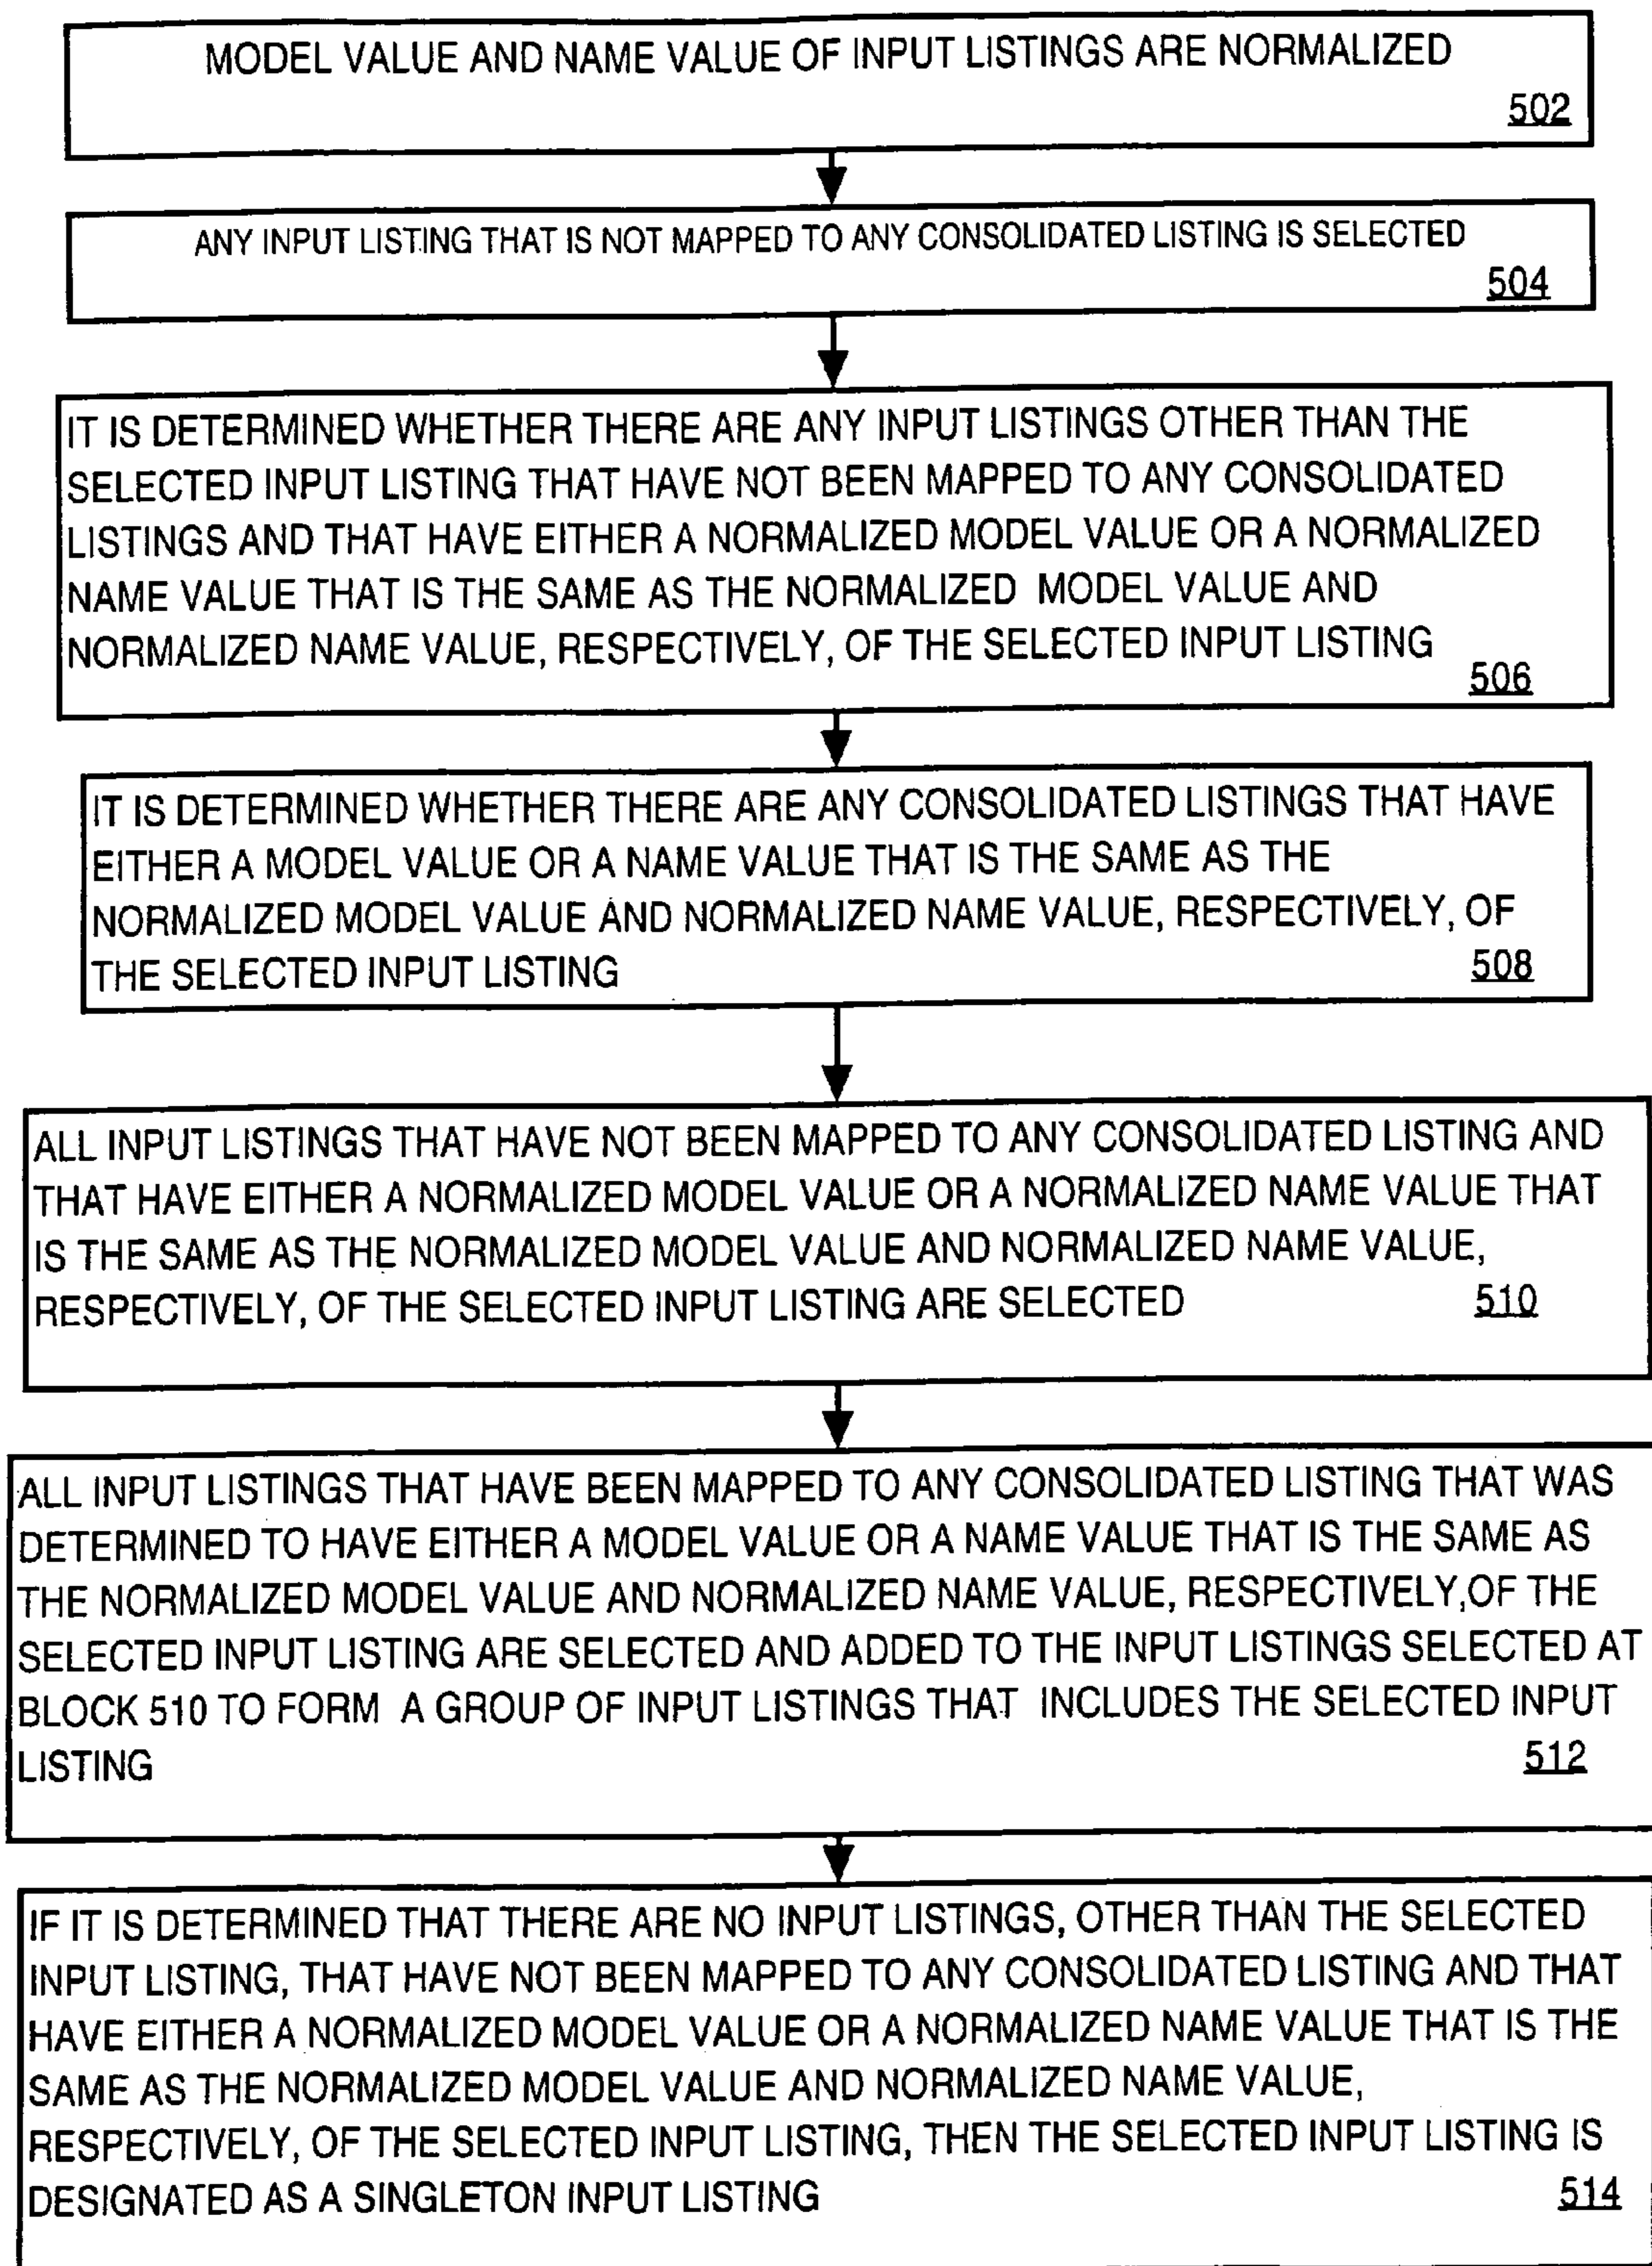 MODEL VALUE AND NAME VALUE OF INPUT LISTINGS ARE NORMALIZED
502
ANY INPUT LISTING THAT IS NOT MAPPED TO ANY CONSOLIDATED LISTING IS SELECTED
504
IT IS DETERMINED WHETHER THERE ARE ANY INPUT LISTINGS OTHER THAN THE
SELECTED INPUT LISTING THAT HAVE NOT BEEN MAPPED TO ANY CONSOLIDATED
LISTINGS AND THAT HAVE EITHER A NORMALIZED MODEL VALUE OR A NORMALIZED
NAME VALUE THAT IS THE SAME AS THE NORMALIZED MODEL VALUE AND
NORMALIZED NAME VALUE, RESPECTIVELY, OF THE SELECTED INPUT LISTING
506
IT IS DETERMINED WHETHER THERE ARE ANY CONSOLIDATED LISTINGS THAT HAVE
EITHER A MODEL VALUE OR A NAME VALUE THAT IS THE SAME AS THE
NORMALIZED MODEL VALUE AND NORMALIZED NAME VALUE, RESPECTIVELY, OF
THE SELECTED INPUT LISTING 508
ALL INPUT LISTINGS THAT HAVE NOT BEEN MAPPED TO ANY CONSOLIDATED LISTING AND
THAT HAVE EITHER A NORMALIZED MODEL VALUE OR A NORMALIZED NAME VALUE THAT
IS THE SAME AS THE NORMALIZED MODEL VALUE AND NORMALIZED NAME VALUE,
RESPECTIVELY, OF THE SELECTED INPUT LISTING ARE SELECTED 510
ALL INPUT LISTINGS THAT HAVE BEEN MAPPED TO ANY CONSOLIDATED LISTING THAT WAS
DETERMINED TO HAVE EITHER A MODEL VALUE OR A NAME VALUE THAT IS THE SAME AS
THE NORMALIZED MODEL VALUE AND NORMALIZED NAME VALUE, RESPECTIVELY,OF THE
SELECTED INPUT LISTING ARE SELECTED AND ADDED TO THE INPUT LISTINGS SELECTED AT
BLOCK 510 TO FORM A GROUP OF INPUT LISTINGS THAT INCLUDES THE SELECTED INPUT
LISTING 512
IF IT IS DETERMINED THAT THERE ARE NO INPUT LISTINGS, OTHER THAN THE SELECTED
INPUT LISTING, THAT HAVE NOT BEEN MAPPED TO ANY CONSOLIDATED LISTING AND THAT
HAVE EITHER A NORMALIZED MODEL VALUE OR A NORMALIZED NAME VALUE THAT IS THE
SAME AS THE NORMALIZED MODEL VALUE AND NORMALIZED NAME VALUE,
RESPECTIVELY, OF THE SELECTED INPUT LISTING, THEN THE SELECTED INPUT LISTING IS
DESIGNATED AS A SINGLETON INPUT LISTING 514